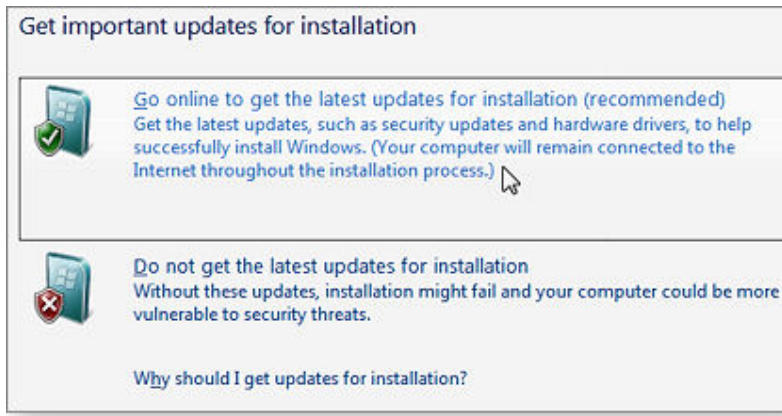 Get important updates for installation
Go online to get the latest updates for installation (recommended)
Get the latest updates, such as security updates and hardware drivers, to help
successfully install Windows. (Your computer will remain connected to the
Internet throughout the installation process.)
Do not get the latest updates for installation
Without these updates, installation might fail and your computer could be more
vulnerable to security threats.
Why should I get updates for installation?